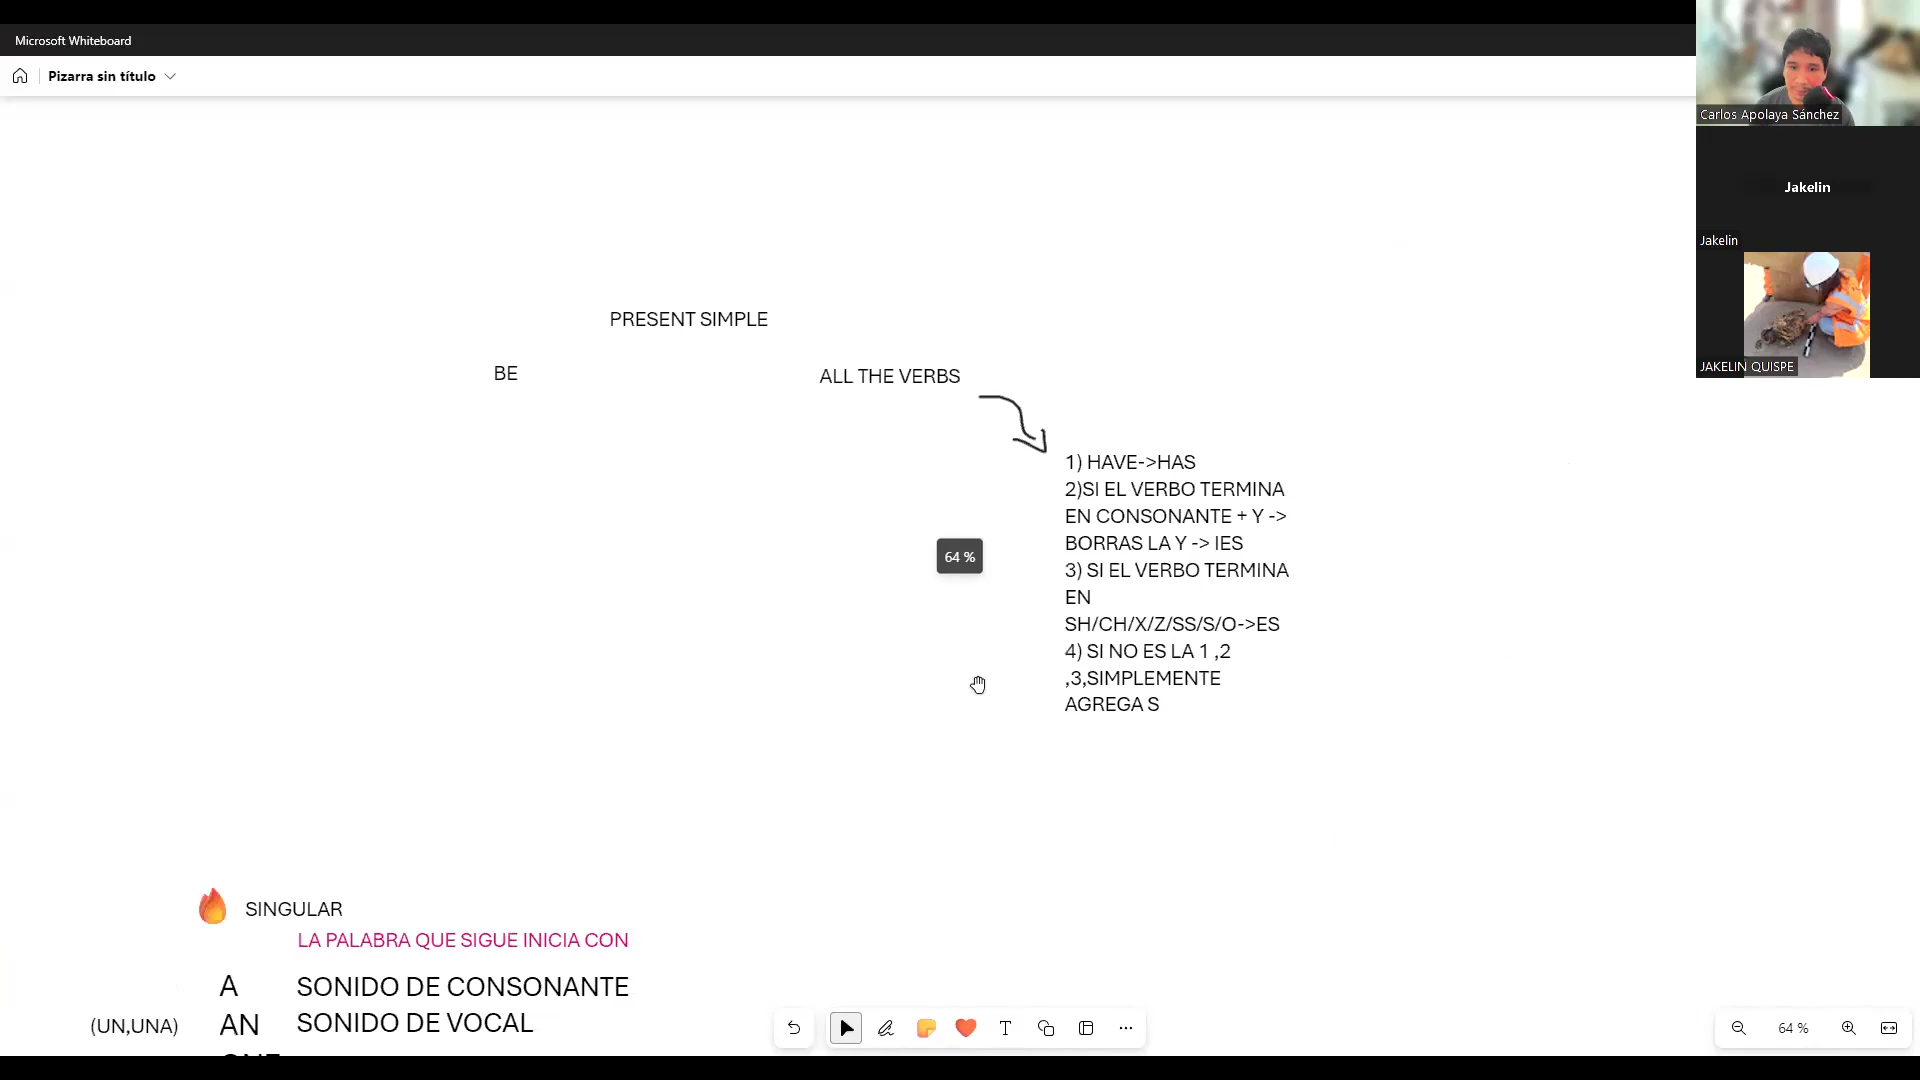 Microsoft Whiteboard
Pizarra sin título
Carlos Apolaya Sánchez
Jakelin
Jakelin
JAKELIN QUISPE
PRESENT SIMPLE
BE
ALL THE VERBS
1) HAVE->HAS
2)SI EL VERBO TERMINA
EN CONSONANTE + Y ->
BORRAS LA Y -> IES
3) SI EL VERBO TERMINA
EN
SH/CH/X/Z/SS/S/O->ES
4) SI NO ES LA 1 ,2
,3,SIMPLEMENTE
AGREGA S
64 %
SINGULAR
LA PALABRA QUE SIGUE INICIA CON
A SONIDO DE CONSONANTE
(UN,UNA) AN SONIDO DE VOCAL
64 %